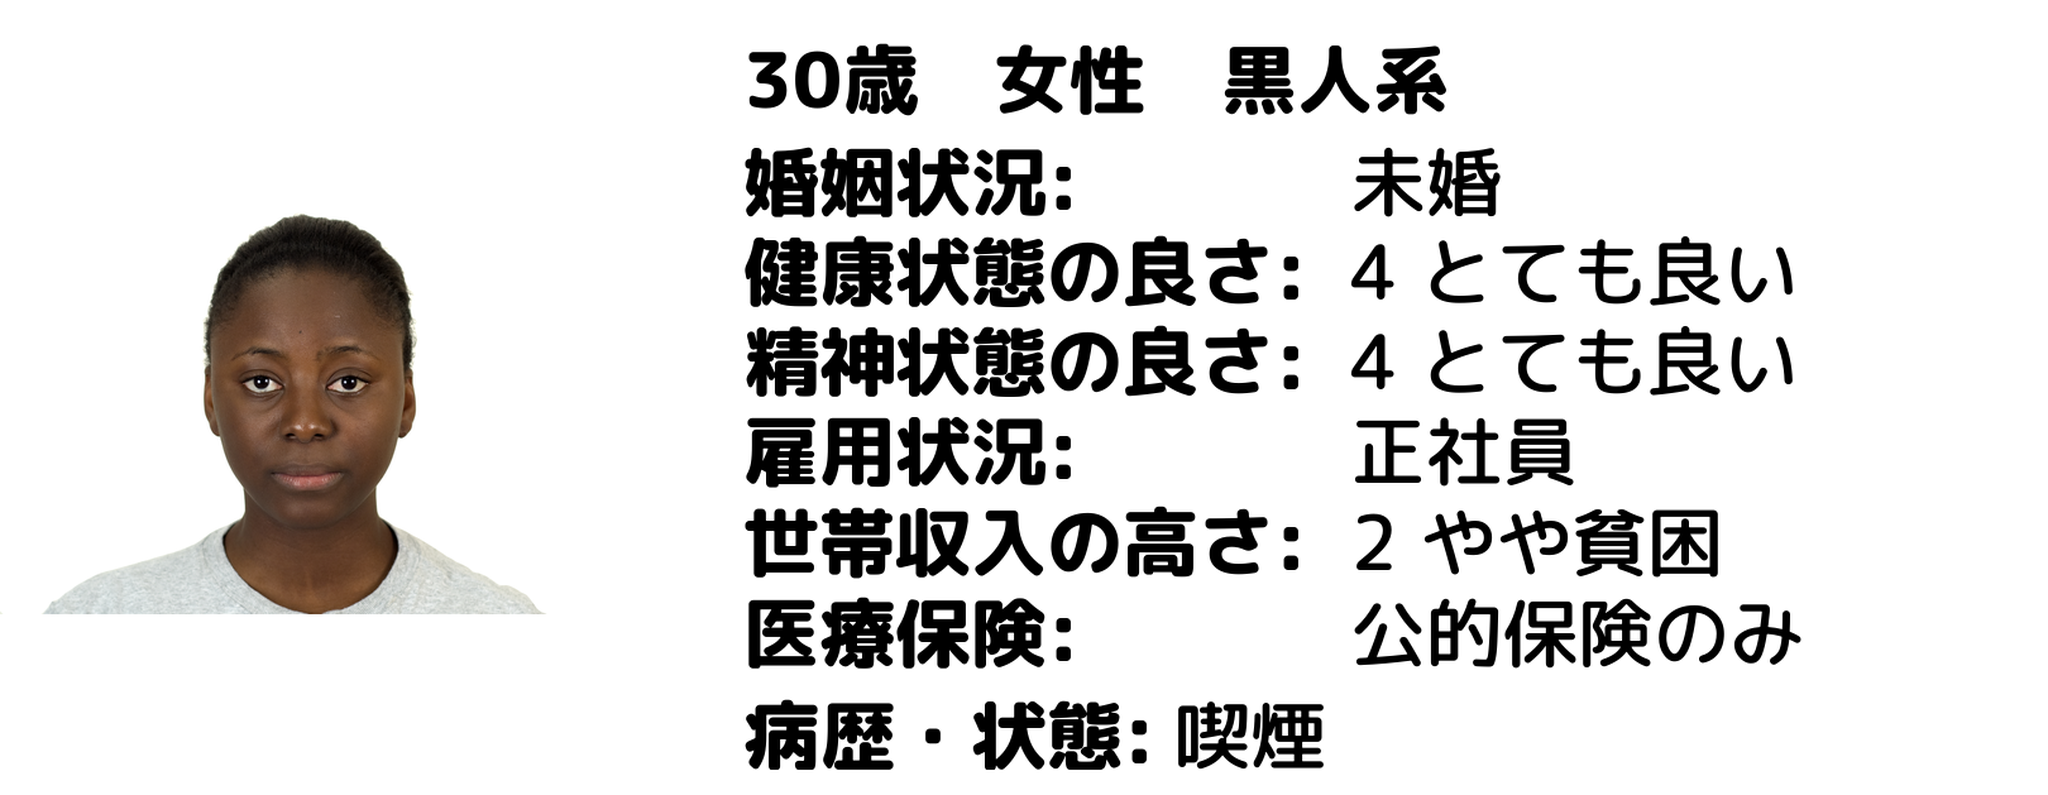 30歳　女性　黒人系
婚姻状況: 未婚
健康状態の良さ: 4 とても良い
精神状態の良さ: 4 とても良い
雇用状況: 正社員
世帯収入の高さ: 2 やや貧困
医療保険: 公的保険のみ
病歴・状態: 喫煙